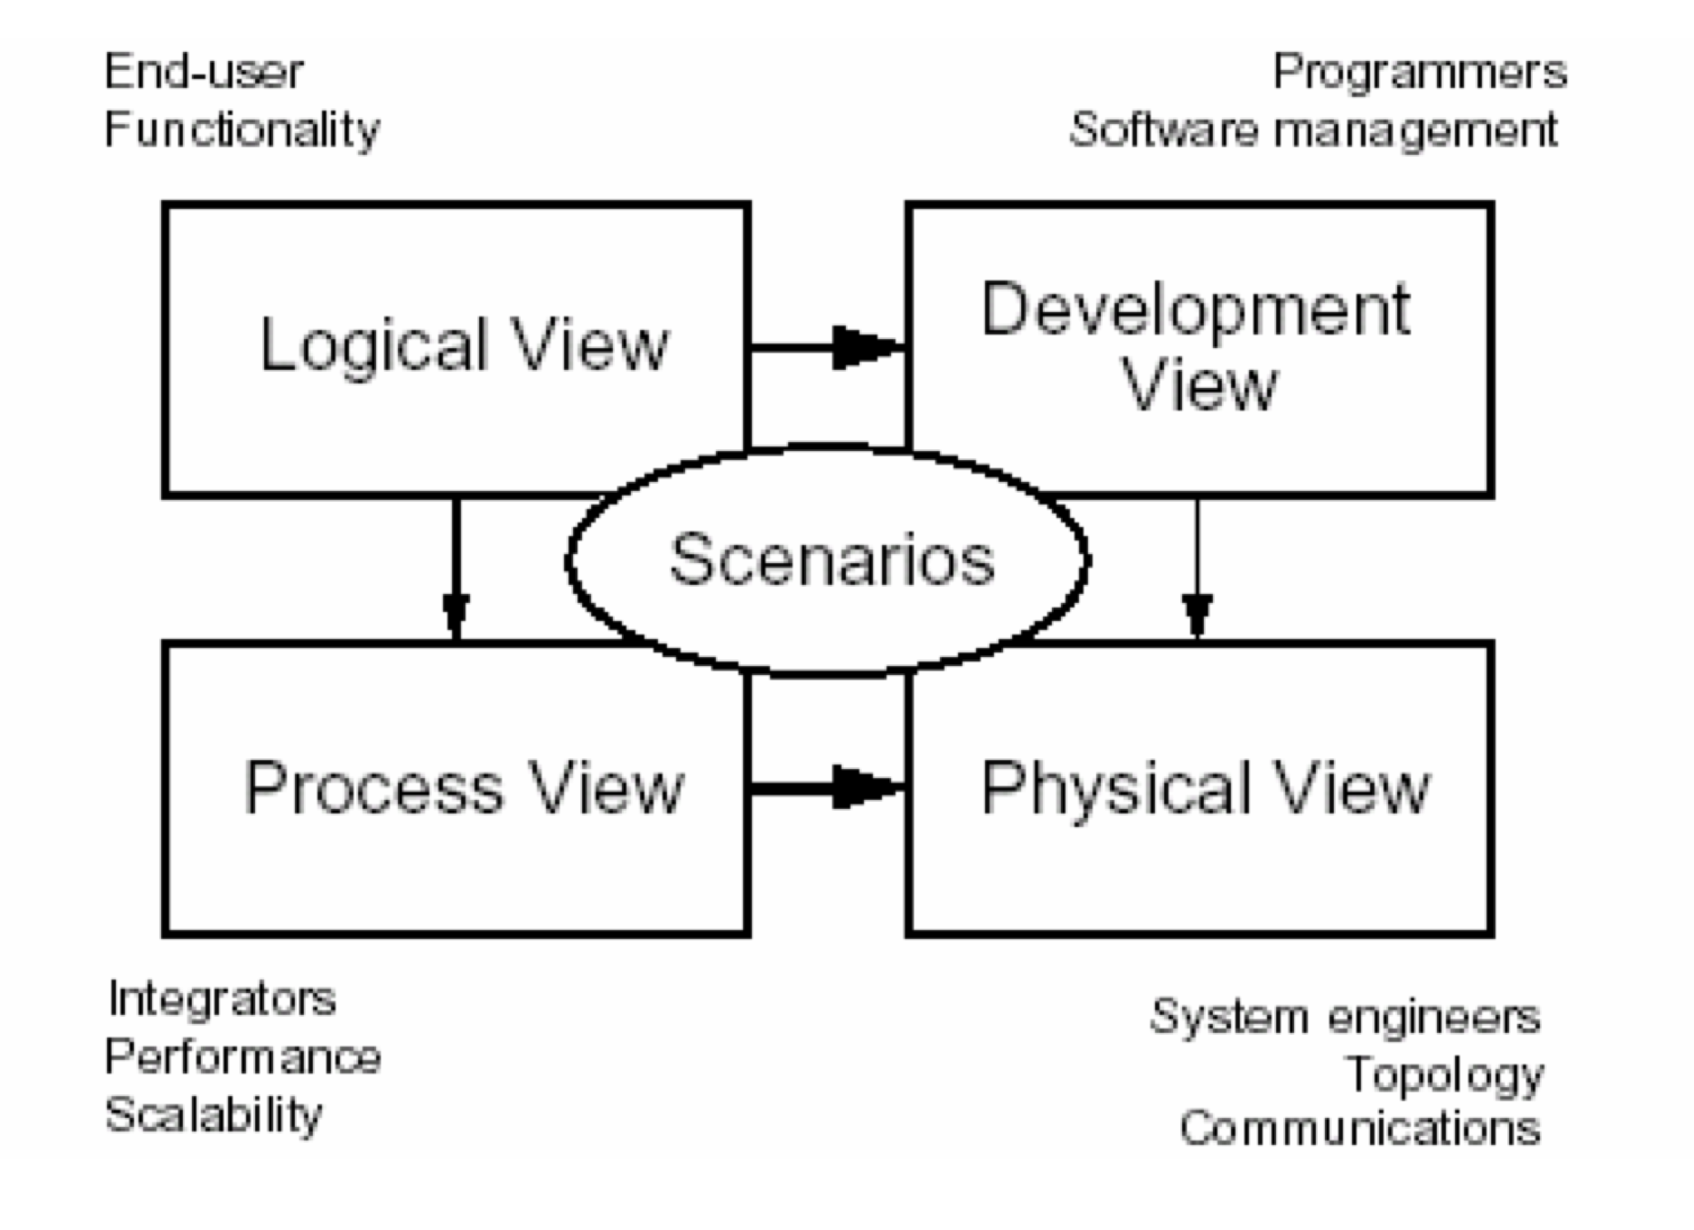 End-user
Functionality
Programmers
Software management
Logical View
Development
View
Scenarios
Process View
Physical View
Integrators
Performance
Scalability
System engineers
Topology
Communications